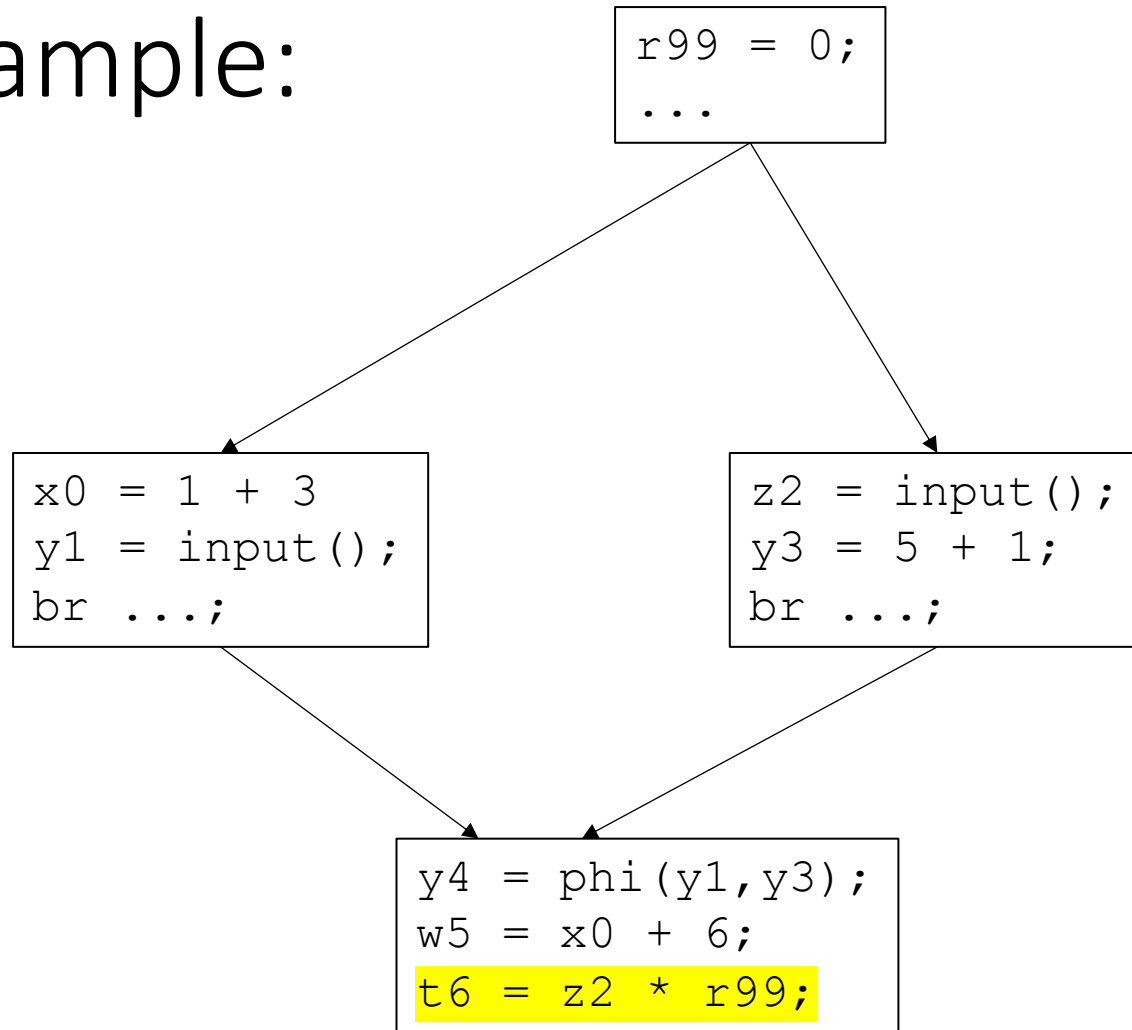 ample:
r99 = 0;
...
x0 = 1 + 3
y1 = input();
br ...;
z2 = input();
y3 = 5 + 1;
br ...;
y4 = phi(y1,y3);
w5 = x0 + 6;
t6 = z2 * r99;